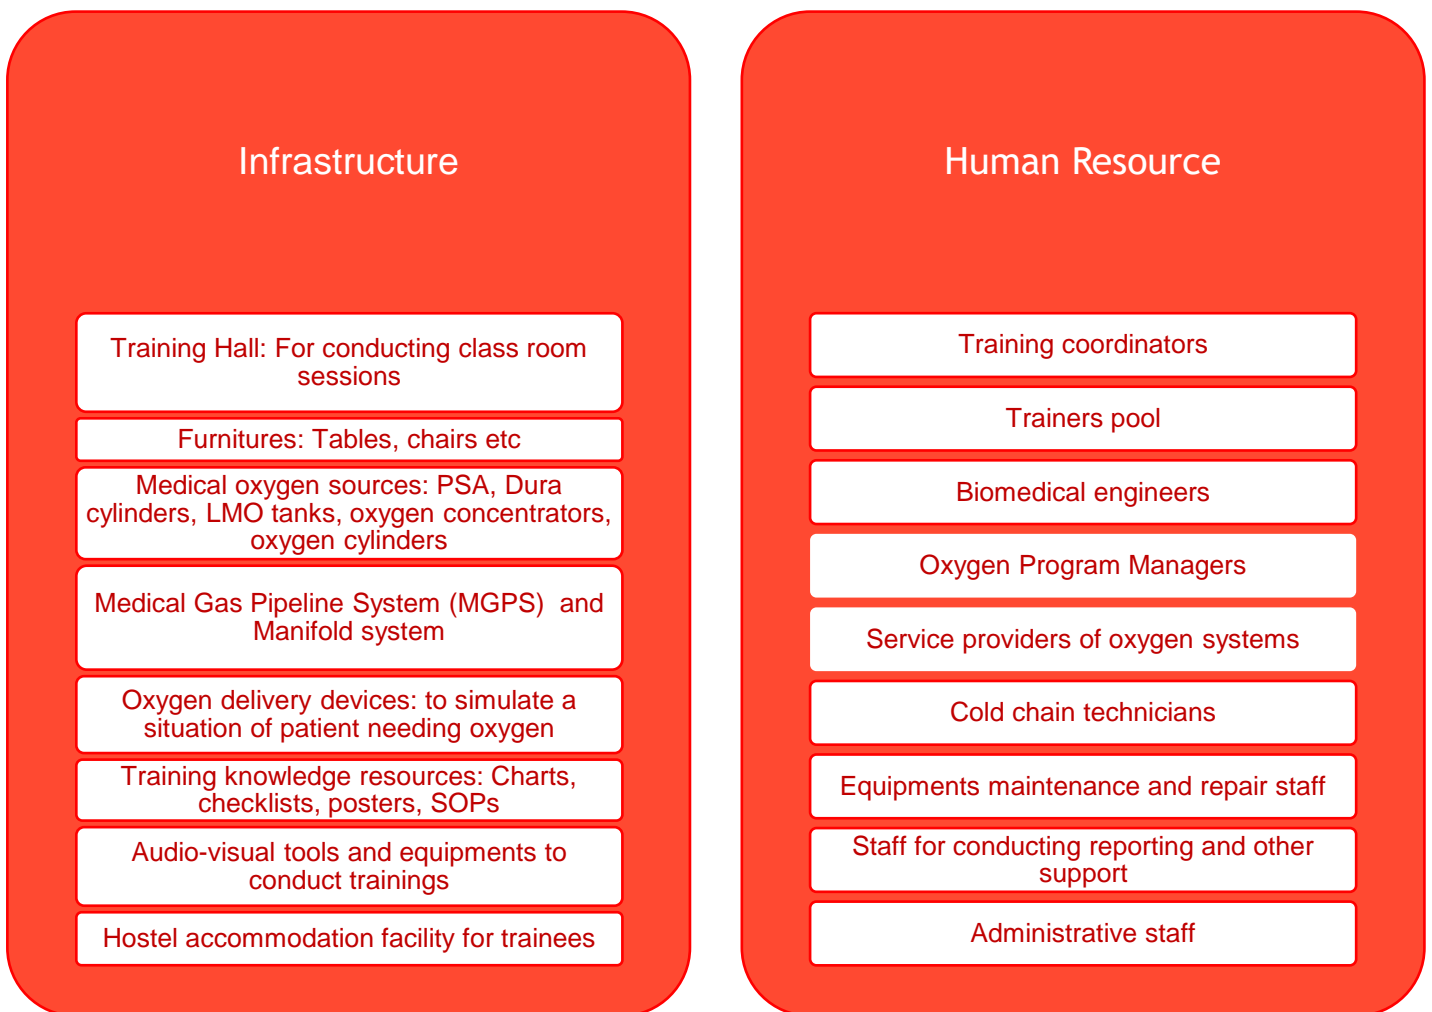 Infrastructure
Training Hall: For conducting class room
sessions
Furnitures: Tables, chairs etc
Medical oxygen sources: PSA, Dura
cylinders, LMO tanks, oxygen concentrators,
oxygen cylinders
Medical Gas Pipeline System (MGPS)  and
Manifold system
Oxygen delivery devices: to simulate a
situation of patient needing oxygen
Training knowledge resources: Charts,
checklists, posters, SOPs
Audio-visual tools and equipments to
conduct trainings
Hostel accommodation facility for trainees
Human Resource
Training coordinators
Trainers pool
Biomedical engineers
Oxygen Program Managers
Service providers of oxygen systems
Cold chain technicians
Equipments maintenance and repair staff
Staff for conducting reporting and other
support
Administrative staff